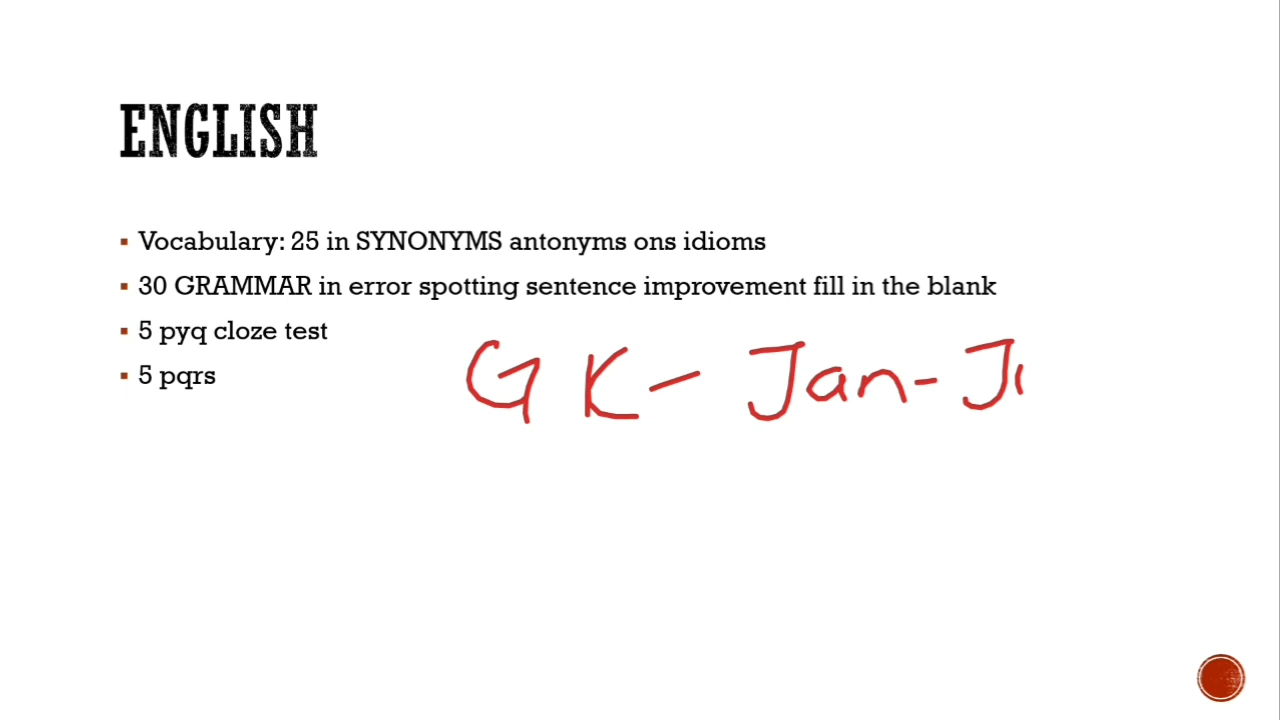 ENGLISH
Vocabulary: 25 in SYNONYMS antonyms ons idioms
30 GRAMMAR in error spotting sentence improvement fill in the blank
5 pyq cloze test
5 pqrs
GK - Jan-